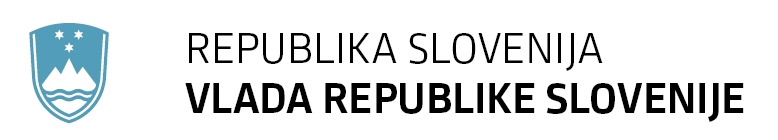 REPUBLIKA SLOVENIJA
VLADA REPUBLIKE SLOVENIJE